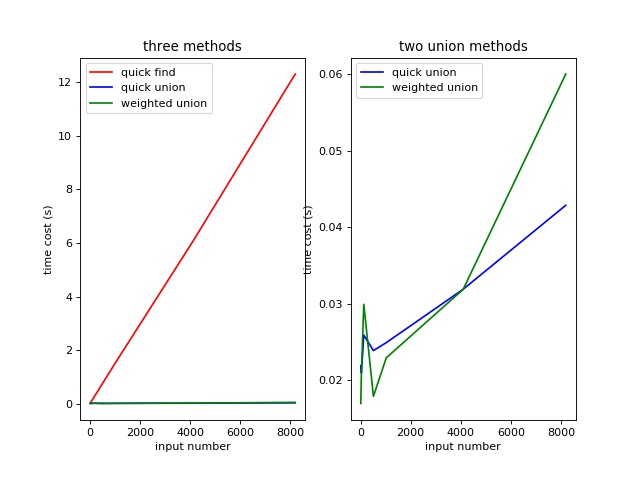 three methods
quick find
quick union
weighted union
12
10
8
6
4
2
0
time cost (s)
0
2000
4000
6000
8000
input number
two union methods
quick union
weighted union
0.06
0.05
0.04
0.03
0.02
time cost (s)
0
2000
4000
6000
8000
input number